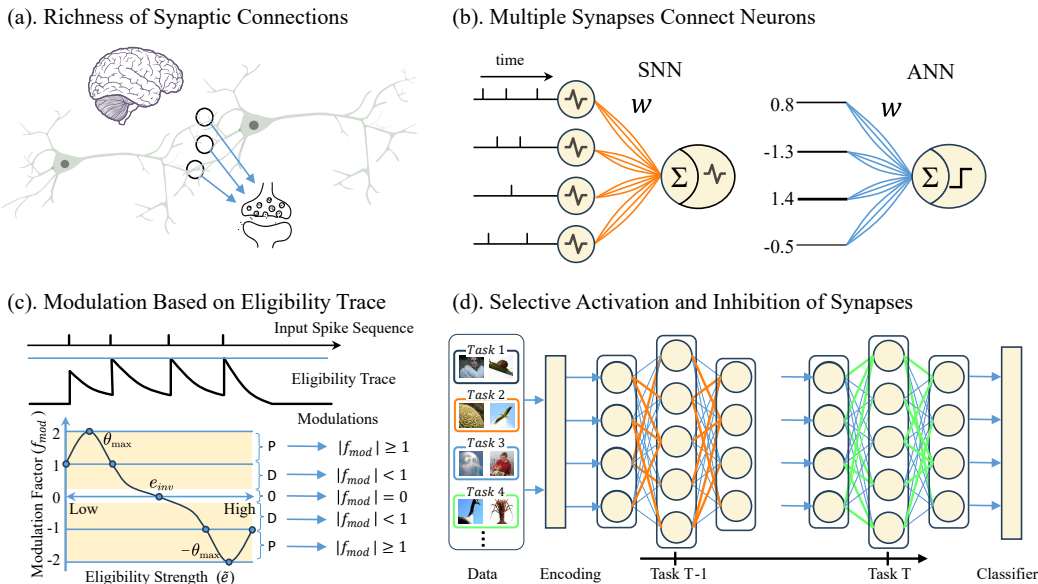 (a). Richness of Synaptic Connections
(b). Multiple Synapses Connect Neurons
time
SNN
w
Σ
ANN
w
0.8
-1.3
1.4
-0.5
Σ
(c). Modulation Based on Eligibility Trace
Input Spike Sequence
Eligibility Trace
Modulations
Modulation Factor (f_mod)
2
1
0
-1
-2
θ_max
e_inv
Low
High
-θ_max
P |f_mod| ≥ 1
D |f_mod| < 1
0 |f_mod| = 0
D |f_mod| < 1
P |f_mod| ≥ 1
Eligibility Strength (ẽ)
(d). Selective Activation and Inhibition of Synapses
Task 1
Task 2
Task 3
Task 4
Data
Encoding
Task T-1
Task T
Classifier